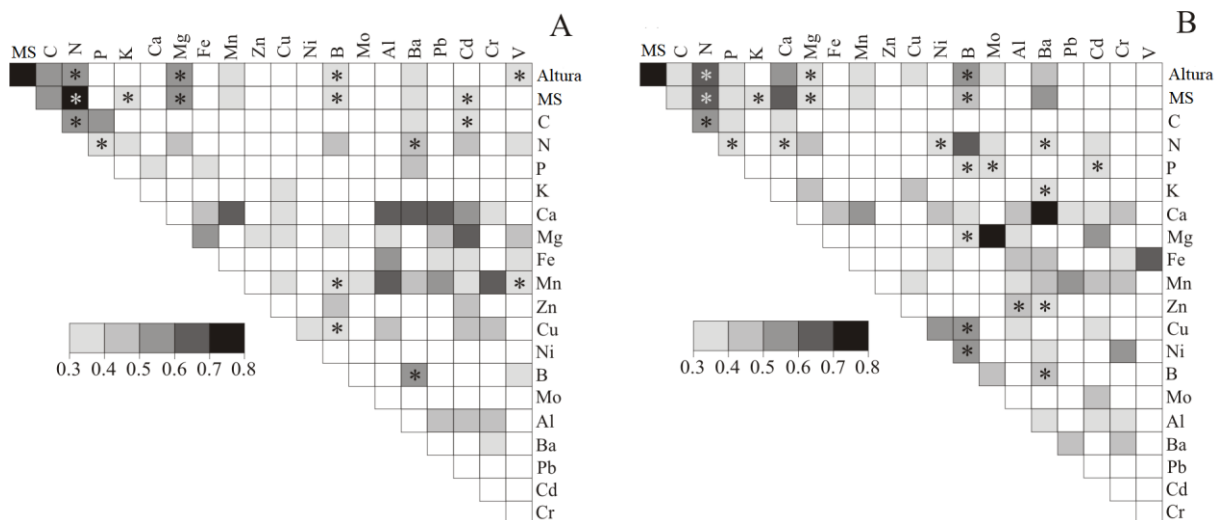 A
MS C N P K Ca Mg Fe Mn Zn Cu Ni B Mo Al Ba Pb Cd Cr V
* * * * Altura
* * * * * MS
* * C
* * N
P
K
Ca
Mg
Fe
* * Mn
Zn
* Cu
Ni
* B
Mo
Al
Ba
Pb
Cd
Cr
0.3 0.4 0.5 0.6 0.7 0.8
B
MS C N P K Ca Mg Fe Mn Zn Cu Ni B Mo Al Ba Pb Cd Cr V
* * * Altura
* * * * MS
* C
* * * * N
* * * P
* K
Ca
* Mg
Fe
Mn
* * Zn
* Cu
* Ni
* B
Mo
Al
Ba
Pb
Cd
Cr
0.3 0.4 0.5 0.6 0.7 0.8